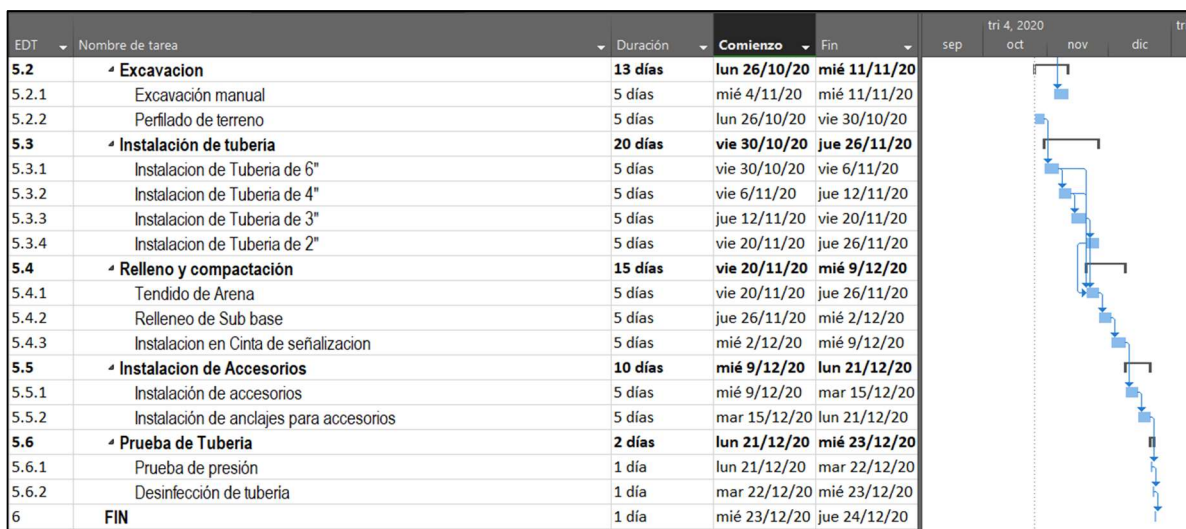 tri 4, 2020 tr
EDT Nombre de tarea Duración Comienzo Fin sep oct nov dic
5.2 Excavacion 13 días lun 26/10/20 mié 11/11/20
5.2.1 Excavación manual 5 días mié 4/11/20 mié 11/11/20
5.2.2 Perfilado de terreno 5 días lun 26/10/20 vie 30/10/20
5.3 Instalación de tuberia 20 días vie 30/10/20 jue 26/11/20
5.3.1 Instalacion de Tuberia de 6" 5 días vie 30/10/20 vie 6/11/20
5.3.2 Instalacion de Tuberia de 4" 5 días vie 6/11/20 jue 12/11/20
5.3.3 Instalacion de Tuberia de 3" 5 días jue 12/11/20 vie 20/11/20
5.3.4 Instalacion de Tuberia de 2" 5 días vie 20/11/20 jue 26/11/20
5.4 Relleno y compactación 15 días vie 20/11/20 mié 9/12/20
5.4.1 Tendido de Arena 5 días vie 20/11/20 jue 26/11/20
5.4.2 Relleneo de Sub base 5 días jue 26/11/20 mié 2/12/20
5.4.3 Instalacion en Cinta de señalizacion 5 días mié 2/12/20 mié 9/12/20
5.5 Instalacion de Accesorios 10 días mié 9/12/20 lun 21/12/20
5.5.1 Instalación de accesorios 5 días mié 9/12/20 mar 15/12/20
5.5.2 Instalación de anclajes para accesorios 5 días mar 15/12/20 lun 21/12/20
5.6 Prueba de Tuberia 2 días lun 21/12/20 mié 23/12/20
5.6.1 Prueba de presión 1 día lun 21/12/20 mar 22/12/20
5.6.2 Desinfección de tubería 1 día mar 22/12/20 mié 23/12/20
6 FIN 1 día mié 23/12/20 jue 24/12/20